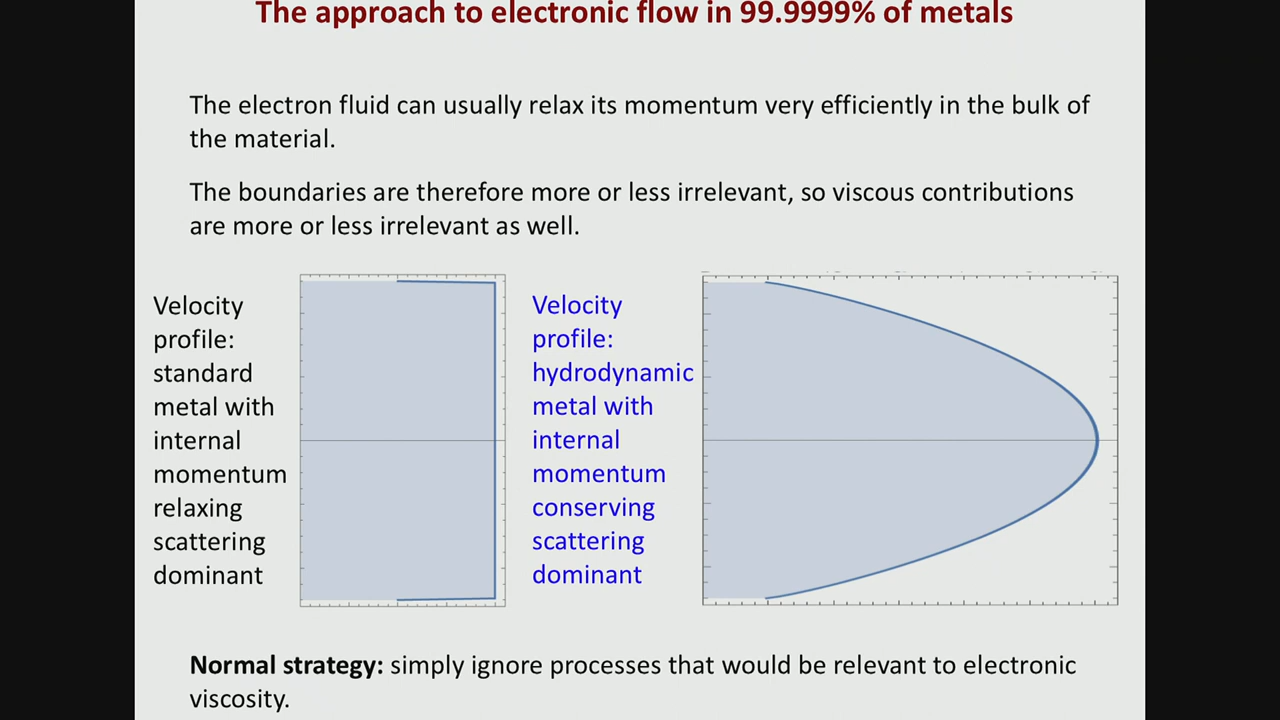 The approach to electronic flow in 99.9999% of metals
The electron fluid can usually relax its momentum very efficiently in the bulk of
the material.
The boundaries are therefore more or less irrelevant, so viscous contributions
are more or less irrelevant as well.
Velocity
profile:
standard
metal with
internal
momentum
relaxing
scattering
dominant
Velocity
profile:
hydrodynamic
metal with
internal
momentum
conserving
scattering
dominant
Normal strategy: simply ignore processes that would be relevant to electronic
viscosity.